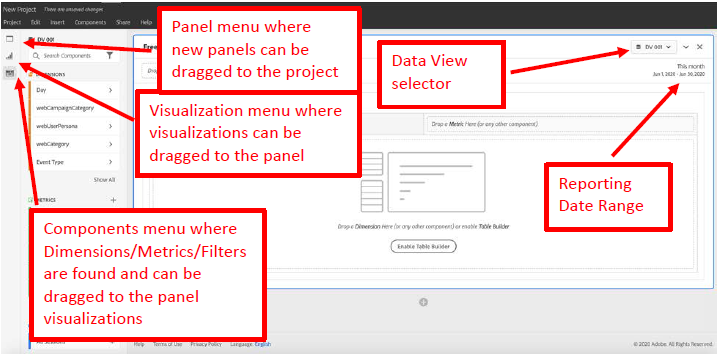 New Project There are unsaved changes
Project Edit Insert Components Share Help
Panel menu where
new panels can be
dragged to the project
Data View
selector
DV 001
Free
DV 001
Search Components
This month
Jun 1, 2020 - Jun 30, 2020
DIMENSIONS
Day
webCampaignCategory
webUserPersona
webCategory
Event Type
Show All
METRICS
Visualization menu where
visualizations can be
dragged to the panel
Drop a Metric Here (or any other component)
Reporting
Date Range
Components menu where
Dimensions/Metrics/Filters
are found and can be
dragged to the panel
visualizations
Drop a Dimension Here (or any other component) or enable Table Builder
Enable Table Builder
All Sessions
Help Terms of Use Privacy Policy Language: English
© 2020 Adobe. All Rights Reserved.